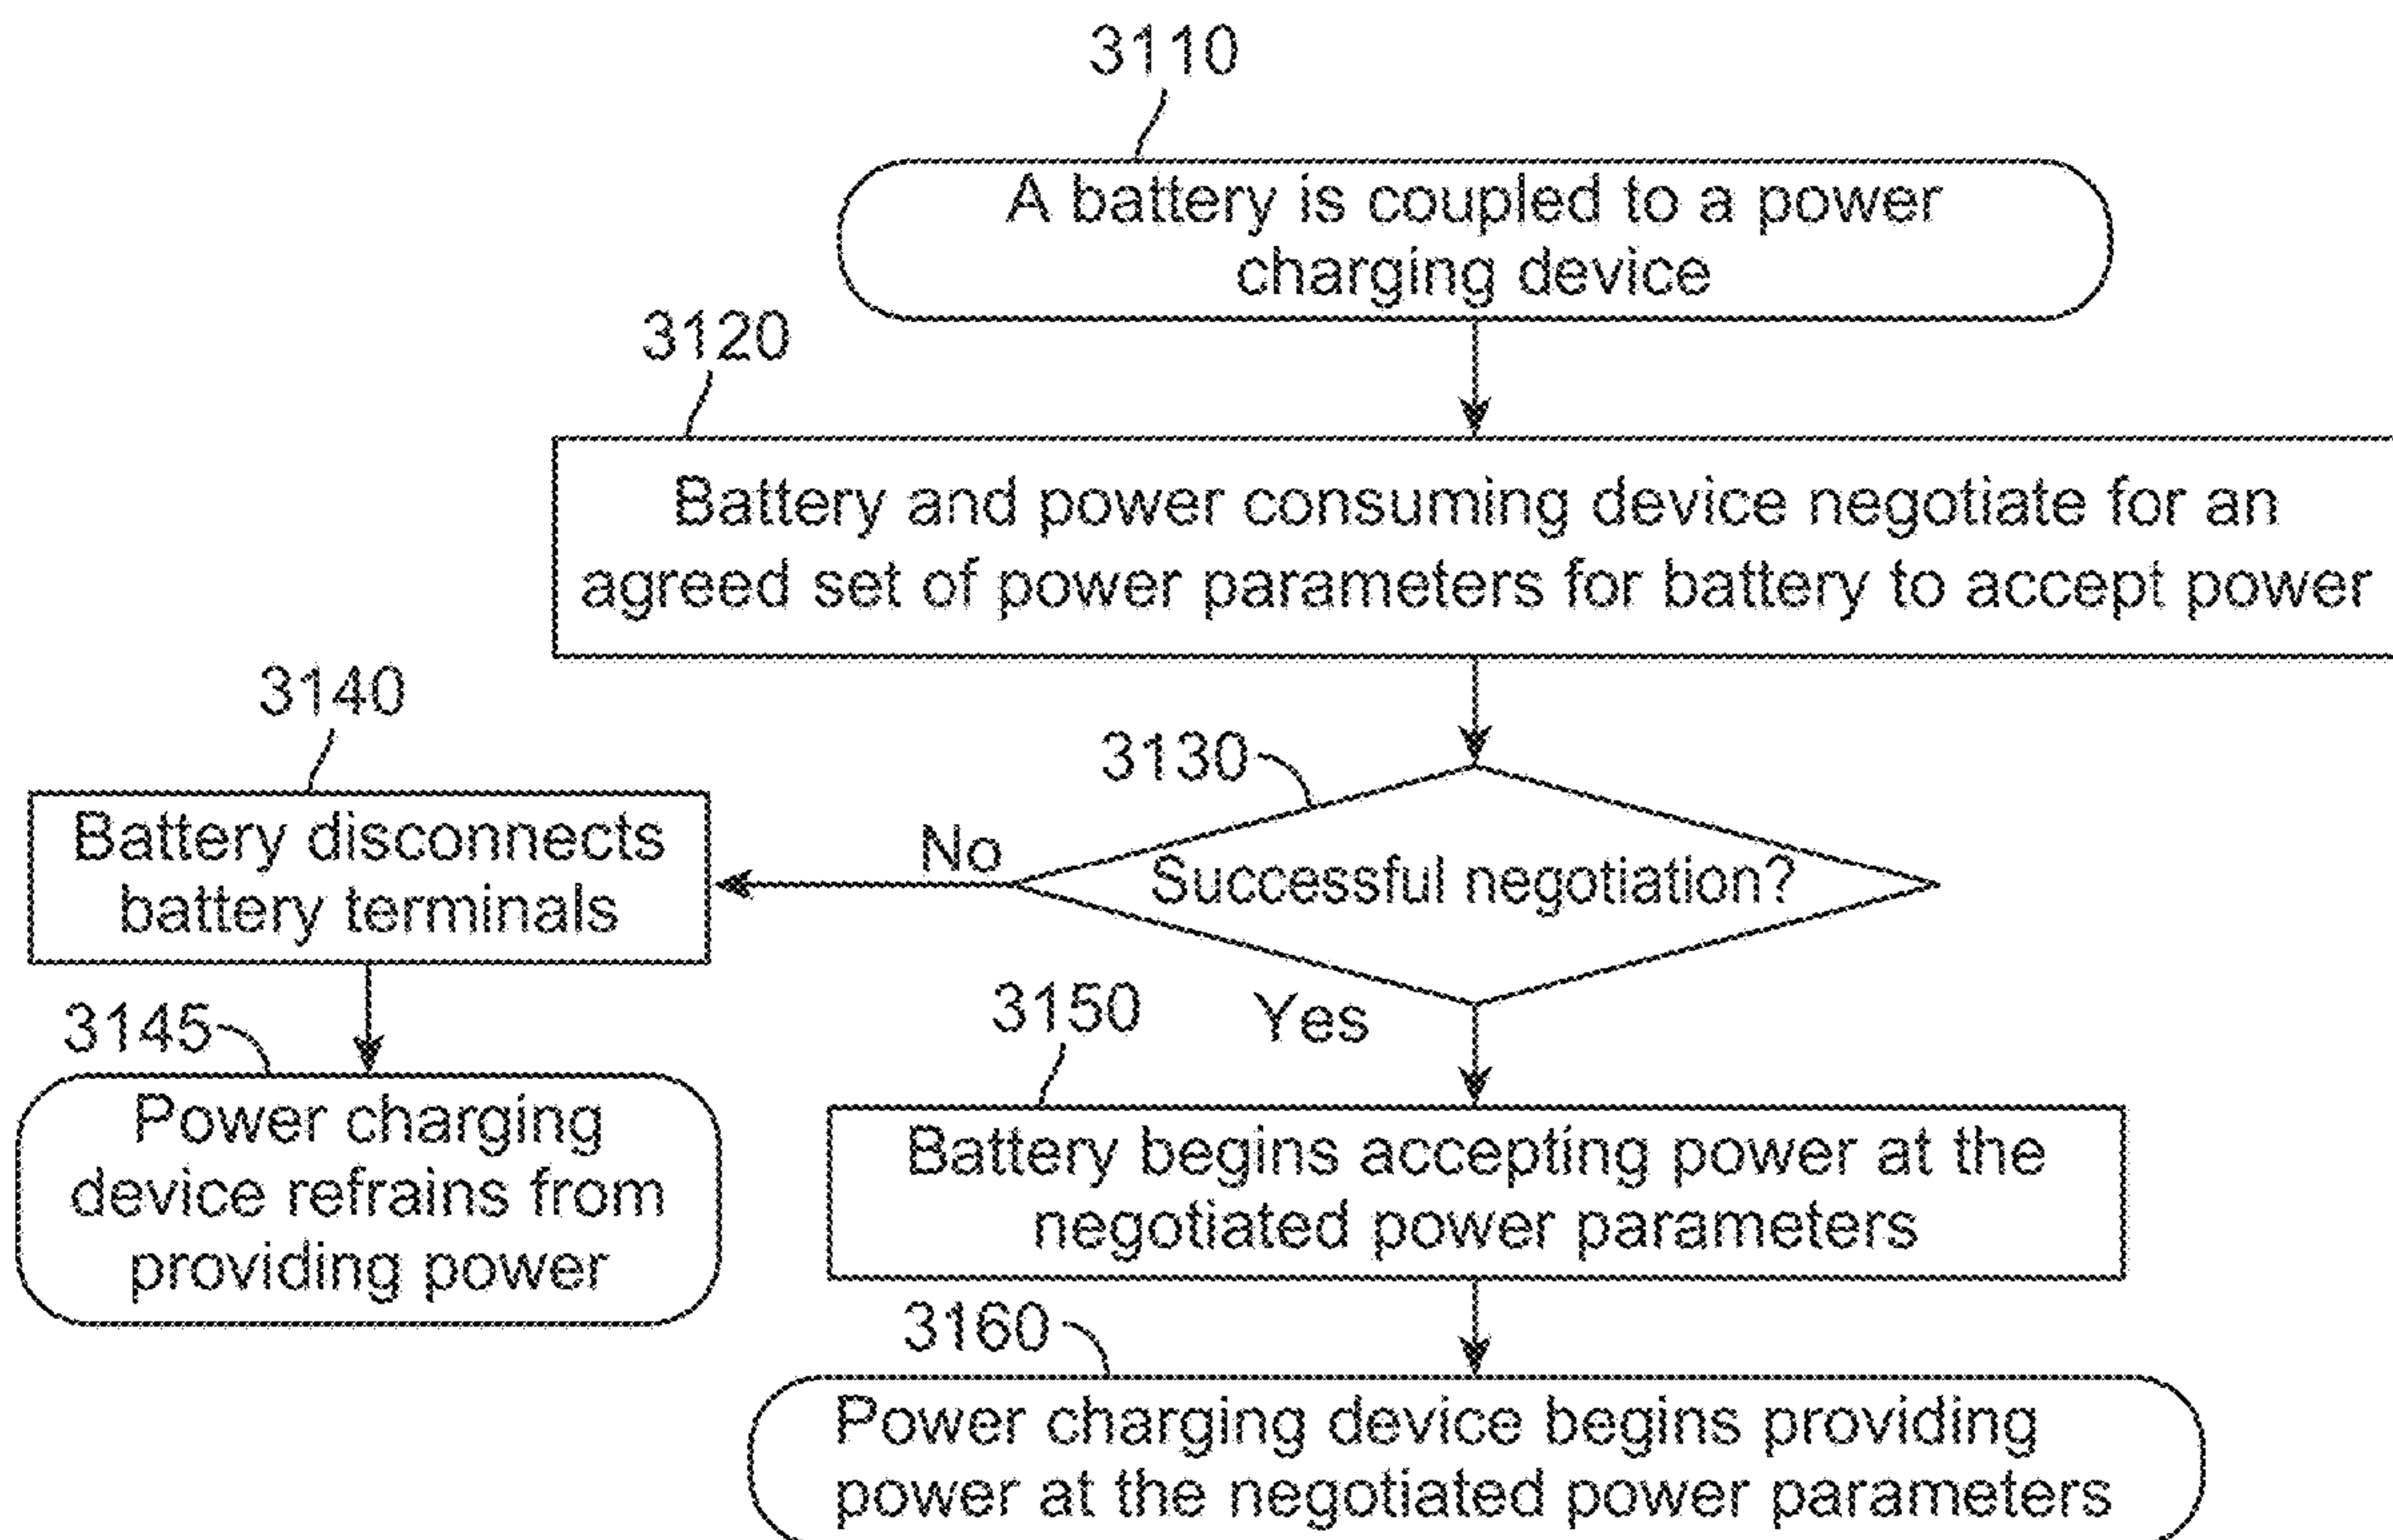 3110
A battery is coupled to a power
charging device
3120
Battery and power consuming device negotiate for an
agreed set of power parameters for battery to accept power
3130
Successful negotiation?
No
3140
Battery disconnects
battery terminals
3145
Power charging
device refrains from
providing power
Yes
3150
Battery begins accepting power at the
negotiated power parameters
3160
Power charging device begins providing
power at the negotiated power parameters